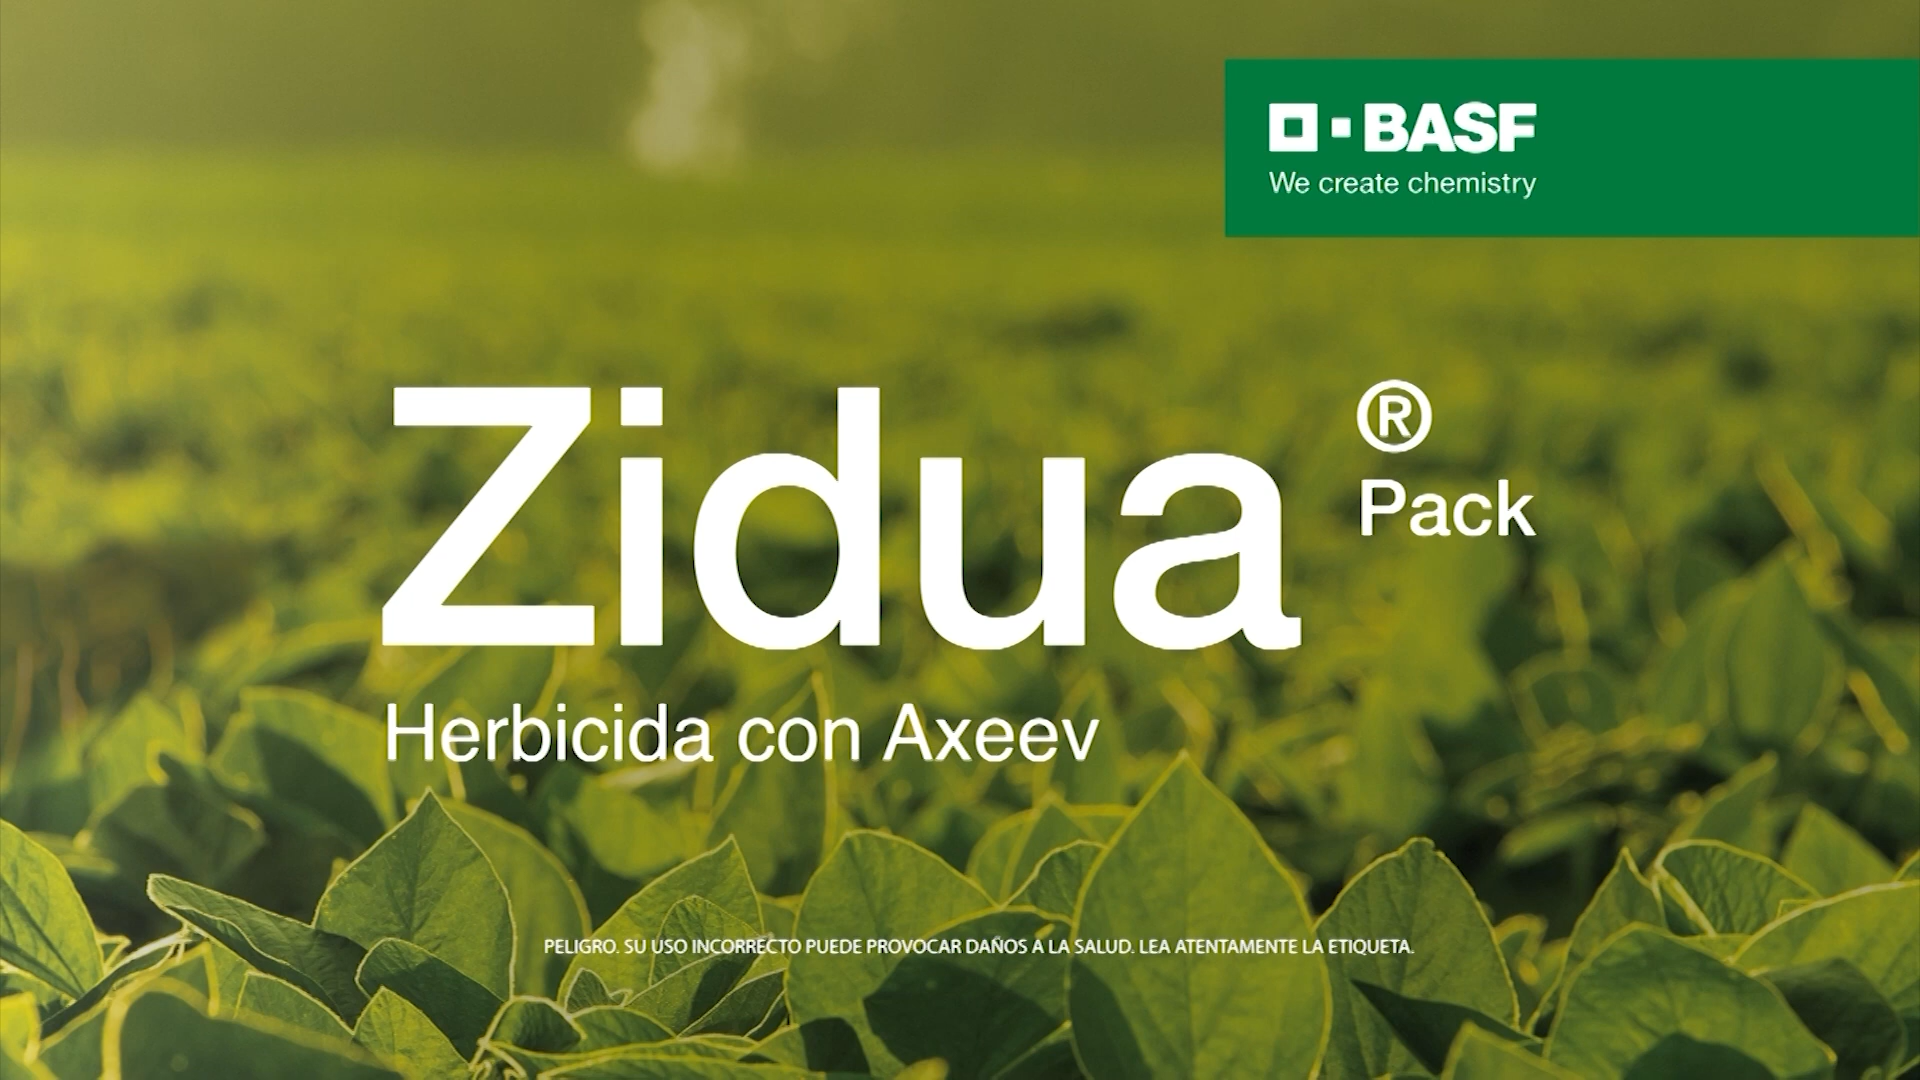 BASF
We create chemistry
Zidua® Pack
Herbicida con Axeev
PELIGRO. SU USO INCORRECTO PUEDE PROVOCAR DAÑOS A LA SALUD. LEA ATENTAMENTE LA ETIQUETA.